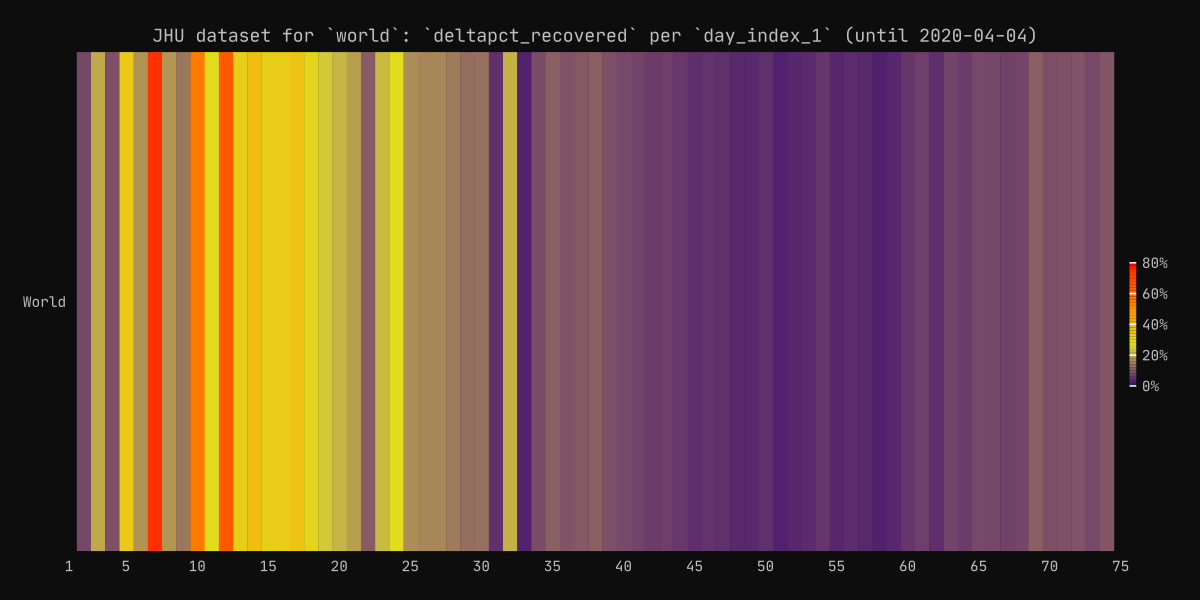 JHU dataset for `world`: `deltapct_recovered` per `day_index_1` (until 2020-04-04)
80%
60%
World
40%
20%
0%
1 5 10 15 20 25 30 35 40 45 50 55 60 65 70 75